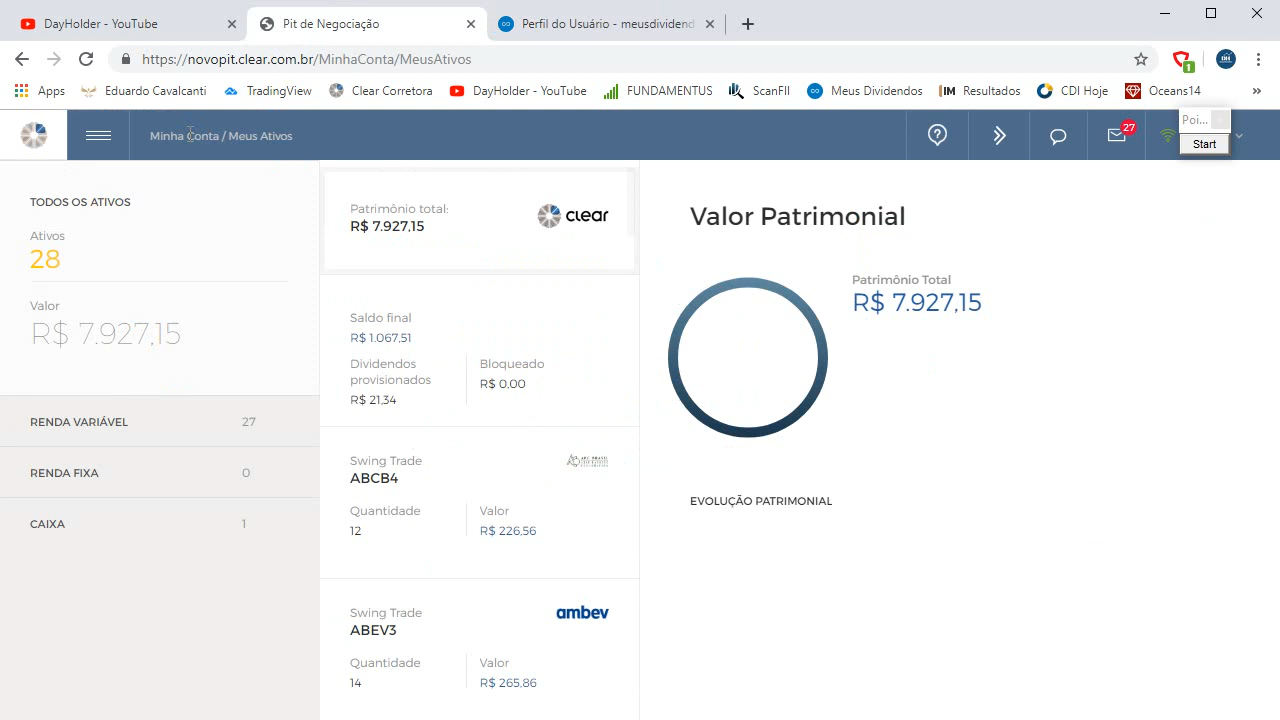 DayHolder - YouTube
Pit de Negociação
Perfil do Usuário - meusdividend
https://novopit.clear.com.br/MinhaConta/MeusAtivos
1
Apps
Eduardo Cavalcanti
TradingView
Clear Corretora
DayHolder - YouTube
FUNDAMENTUS
ScanFII
Meus Dividendos
IM Resultados
CDI Hoje
Oceans14
»
Minha Conta / Meus Ativos
27
Poi...
Start
TODOS OS ATIVOS
Ativos
28
Valor
R$ 7.927,15
RENDA VARIÁVEL 27
RENDA FIXA 0
CAIXA 1
Patrimônio total:
R$ 7.927,15
clear
Saldo final
R$ 1.067,51
Dividendos provisionados
R$ 21,34
Bloqueado
R$ 0,00
Swing Trade
ABCB4
Quantidade
12
Valor
R$ 226,56
Swing Trade
ABEV3
ambev
Quantidade
14
Valor
R$ 265,86
Valor Patrimonial
Patrimônio Total
R$ 7.927,15
EVOLUÇÃO PATRIMONIAL